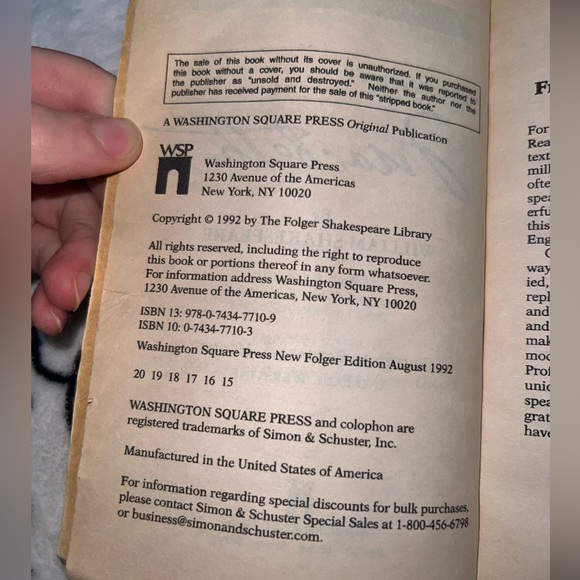 The sale of this book without its cover is unauthorized. If you purchased
this book without a cover, you should be aware that it was reported to
the publisher as "unsold and destroyed." Neither the author nor the
publisher has received payment for the sale of this "stripped book."
A WASHINGTON SQUARE PRESS Original Publication
WSP
Washington Square Press
1230 Avenue of the Americas
New York, NY 10020
Copyright © 1992 by The Folger Shakespeare Library
All rights reserved, including the right to reproduce
this book or portions thereof in any form whatsoever.
For information address Washington Square Press,
1230 Avenue of the Americas, New York, NY 10020
ISBN 13: 978-0-7434-7710-9
ISBN 10: 0-7434-7710-3
Washington Square Press New Folger Edition August 1992
20 19 18 17 16 15
WASHINGTON SQUARE PRESS and colophon are
registered trademarks of Simon & Schuster, Inc.
Manufactured in the United States of America
For information regarding special discounts for bulk purchases,
please contact Simon & Schuster Special Sales at 1-800-456-6798
or business@simonandschuster.com.
For
text
this
and
and
have